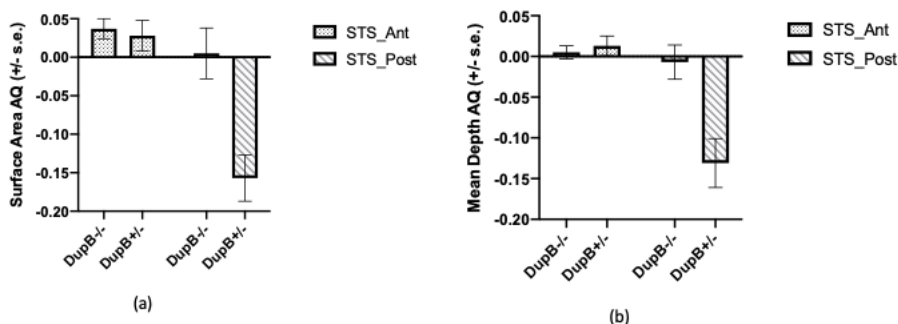 Surface Area AQ (+/- s.e.)
0.05
0.00
-0.05
-0.10
-0.15
-0.20
DupB-/-
DupB+/-
DupB-/-
DupB+/-
STS_Ant
STS_Post
(a)
Mean Depth AQ (+/- s.e.)
0.05
0.00
-0.05
-0.10
-0.15
-0.20
DupB-/-
DupB+/-
DupB-/-
DupB+/-
STS_Ant
STS_Post
(b)